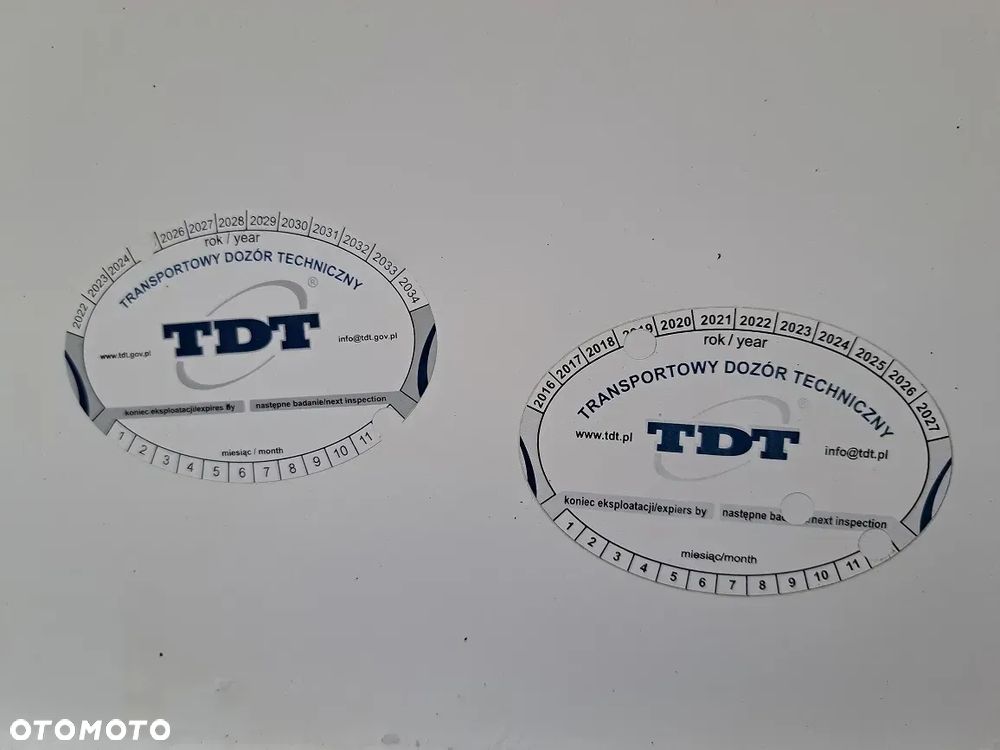 2022 2023 2024 2026 2027 2028 2029 2030 2031 2032 2033 2034
rok / year
TRANSPORTOWY DOZÓR TECHNICZNY
®
TDT
www.tdt.gov.pl
info@tdt.gov.pl
koniec eksploatacji/expires by
następne badanie/next inspection
miesiąc / month
1 2 3 4 5 6 7 8 9 10 11
2016 2017 2018 2019 2020 2021 2022 2023 2024 2025 2026 2027
rok / year
TRANSPORTOWY DOZÓR TECHNICZNY
®
TDT
www.tdt.pl
info@tdt.pl
koniec eksploatacji/expiers by
następne /next inspection
miesiąc/month
1 2 3 4 5 6 7 8 9 10 11
OTOMOTO